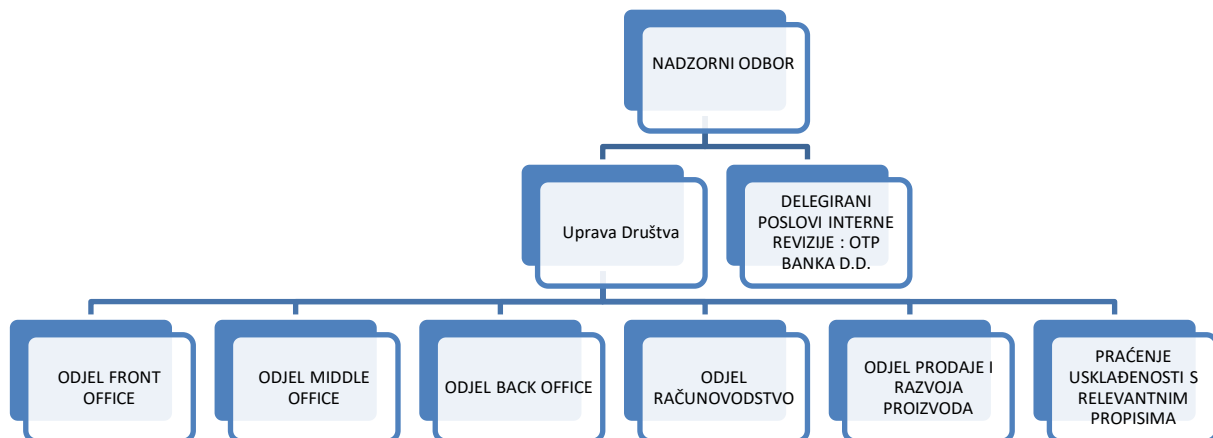 NADZORNI ODBOR
Uprava Društva
DELEGIRANI
POSLOVI INTERNE
REVIZIJE : OTP
BANKA D.D.
ODJEL FRONT
OFFICE
ODJEL MIDDLE
OFFICE
ODJEL BACK OFFICE
ODJEL
RAČUNOVODSTVO
ODJEL PRODAJE I
RAZVOJA
PROIZVODA
PRAĆENJE
USKLAĐENOSTI S
RELEVANTNIM
PROPISIMA